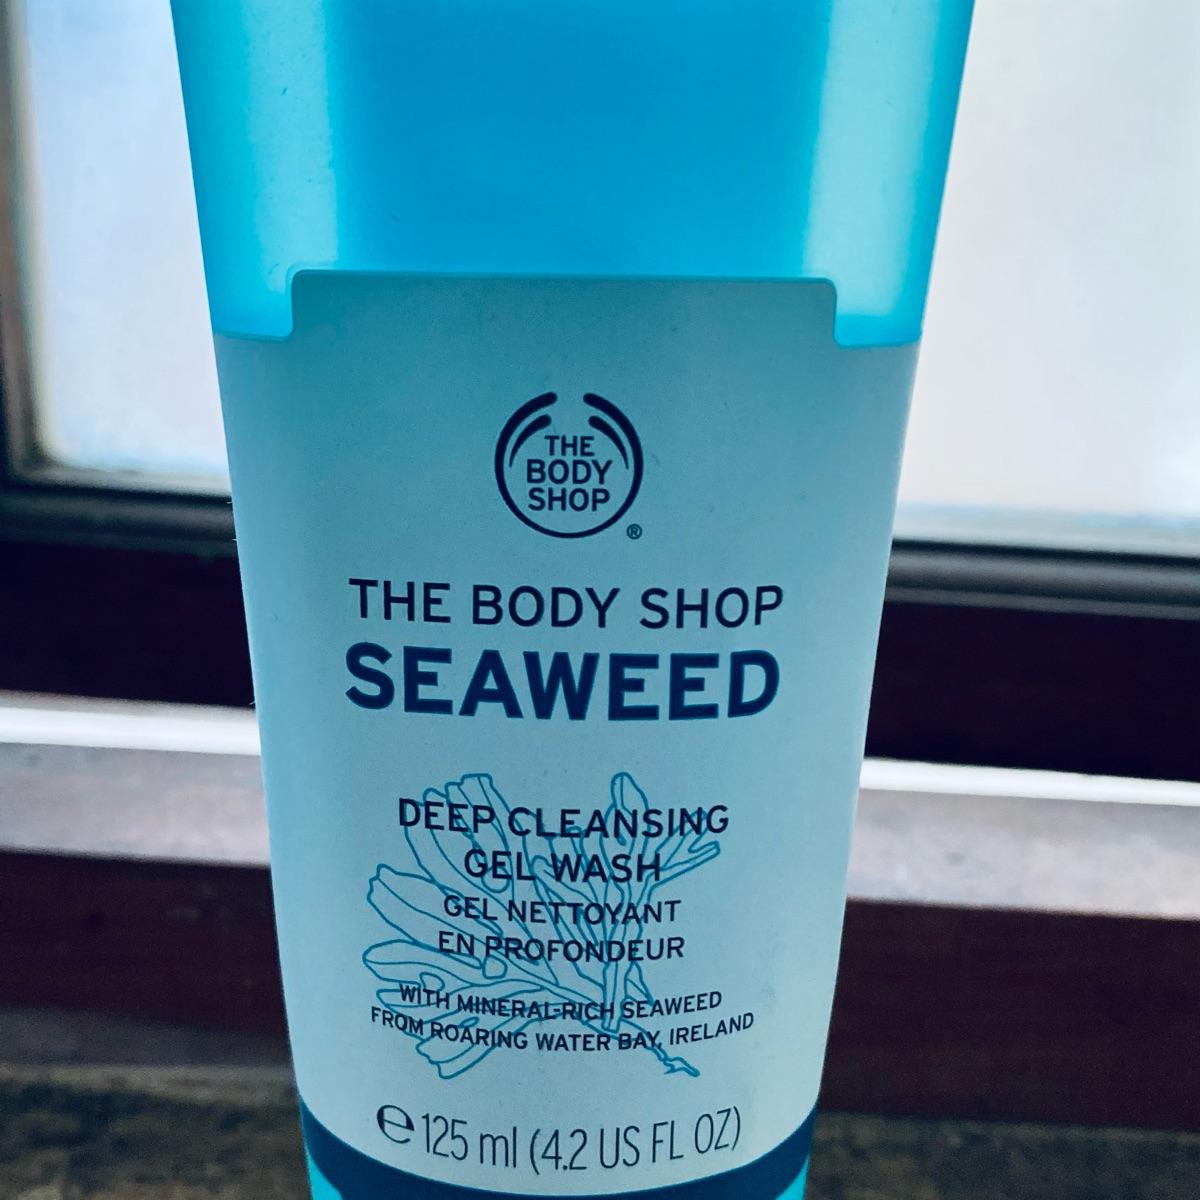 THE
BODY
SHOP
®
THE BODY SHOP
SEAWEED
DEEP CLEANSING
GEL WASH
GEL NETTOYANT
EN PROFONDEUR
WITH MINERAL-RICH SEAWEED
FROM ROARING WATER BAY, IRELAND
℮ 125 ml (4.2 US FL OZ)